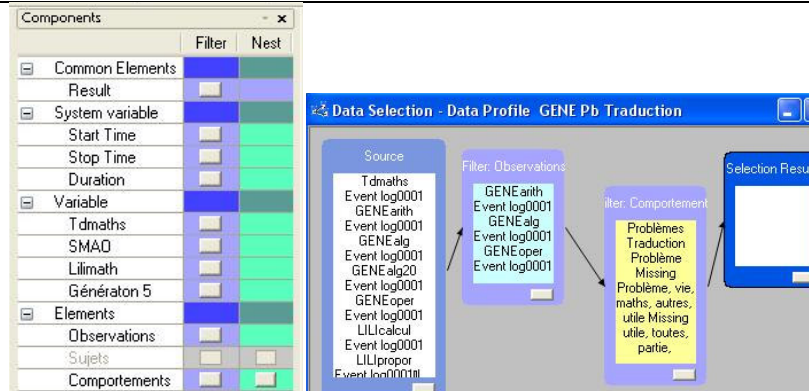 Components
Filter Nest
Common Elements
Result
System variable
Start Time
Stop Time
Duration
Variable
Tdmaths
SMAO
Lilimath
Génératon 5
Elements
Observations
Sujets
Comportements
Data Selection - Data Profile GENE Pb Traduction
Source
Tdmaths
Event log0001
GENEarith
Event log0001
GENEalg
Event log0001
GENEalg20
Event log0001
GENEoper
Event log0001
LILIcalcul
Event log0001
LILIpropor
Event log0001
Filter: Observations
GENEarith
Event log0001
GENEalg
Event log0001
GENEoper
Event log0001
ilter: Comportement
Problèmes
Traduction
Problème
Missing
Problème, vie,
maths, autres,
utile Missing
utile, toutes,
partie,
Selection Resu